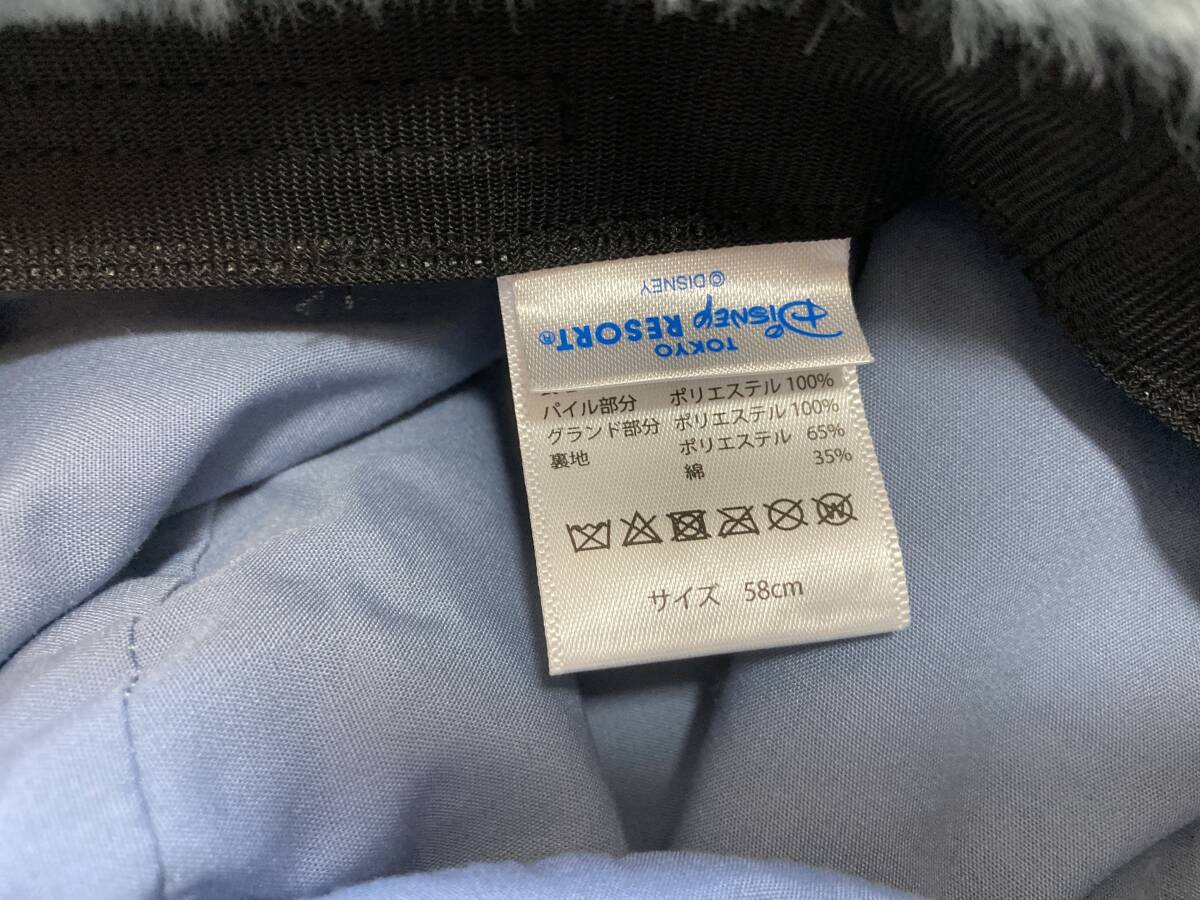 © DISNEY
TOKYO
Disney RESORT®
パイル部分 ポリエステル 100%
グランド部分 ポリエステル 100%
裏地 ポリエステル 65%
綿 35%
W
サイズ 58cm